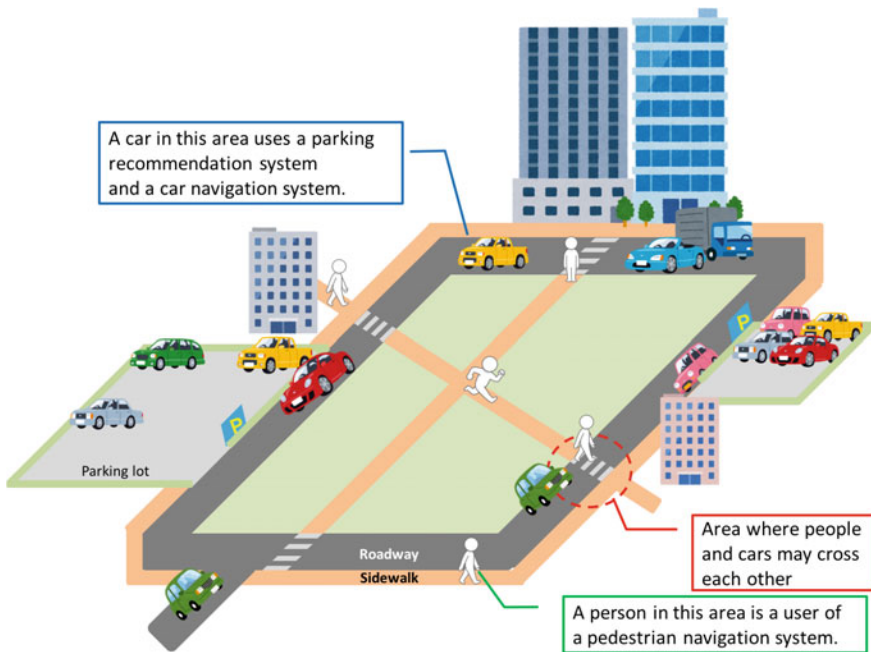 A car in this area uses a parking
recommendation system
and a car navigation system.
P
P
Parking lot
Roadway
Sidewalk
Area where people
and cars may cross
each other
A person in this area is a user of
a pedestrian navigation system.